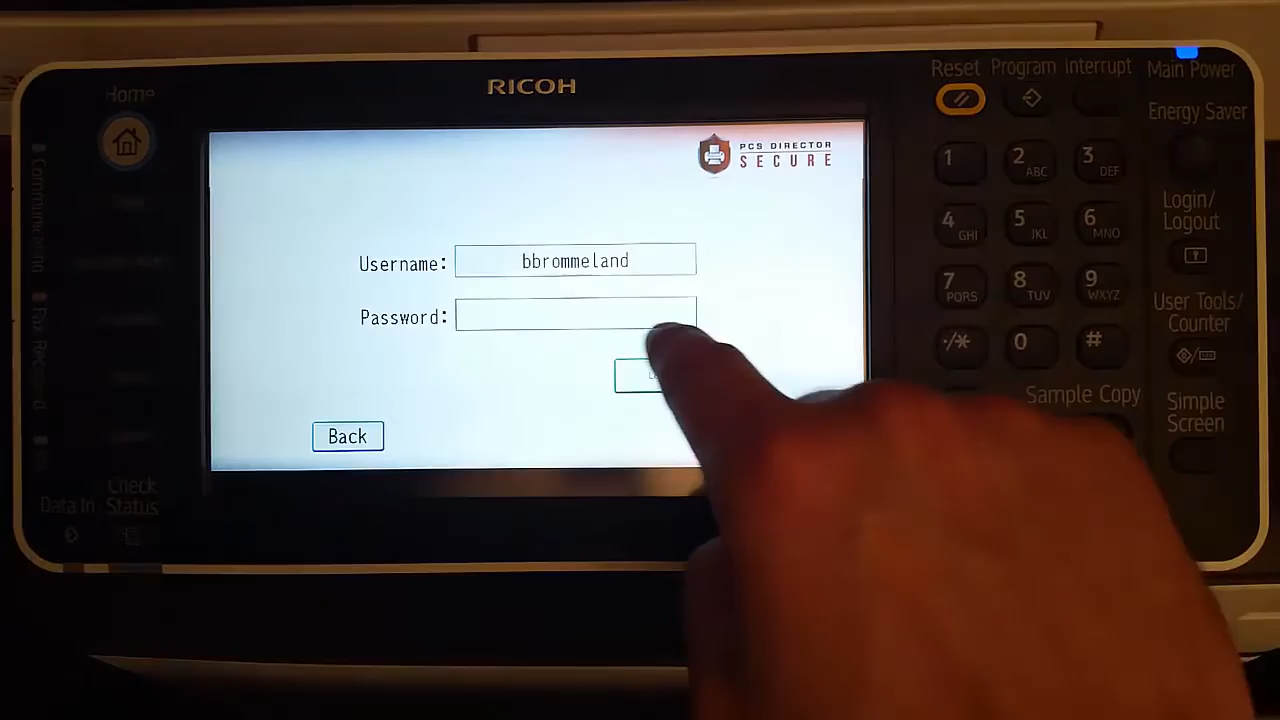 Home
RICOH
Reset Program Interrupt
Main Power
Energy Saver
PCS DIRECTOR
SECURE
1
2 ABC
3 DEF
Login/
Logout
Username: bbrommeland
4 GHI
5 JKL
6 MNO
7 PQRS
8 TUV
9 WXYZ
User Tools/
Counter
Password:
·/*
0
#
Sample Copy
Simple
Screen
Back
Data In
Check
Status